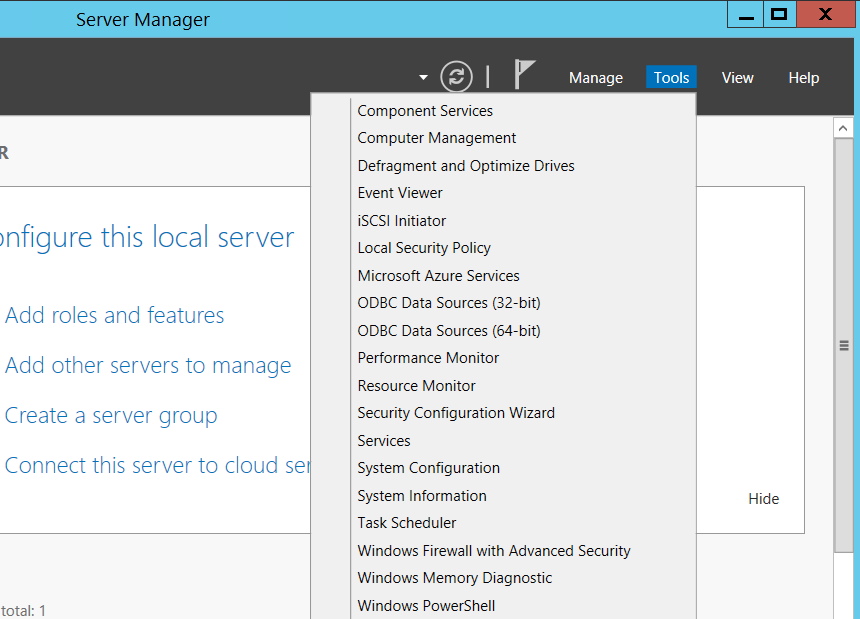 Server Manager
Manage Tools View Help
R
onfigure this local server
Add roles and features
Add other servers to manage
Create a server group
Connect this server to cloud ser
Hide
total: 1
Component Services
Computer Management
Defragment and Optimize Drives
Event Viewer
iSCSI Initiator
Local Security Policy
Microsoft Azure Services
ODBC Data Sources (32-bit)
ODBC Data Sources (64-bit)
Performance Monitor
Resource Monitor
Security Configuration Wizard
Services
System Configuration
System Information
Task Scheduler
Windows Firewall with Advanced Security
Windows Memory Diagnostic
Windows PowerShell